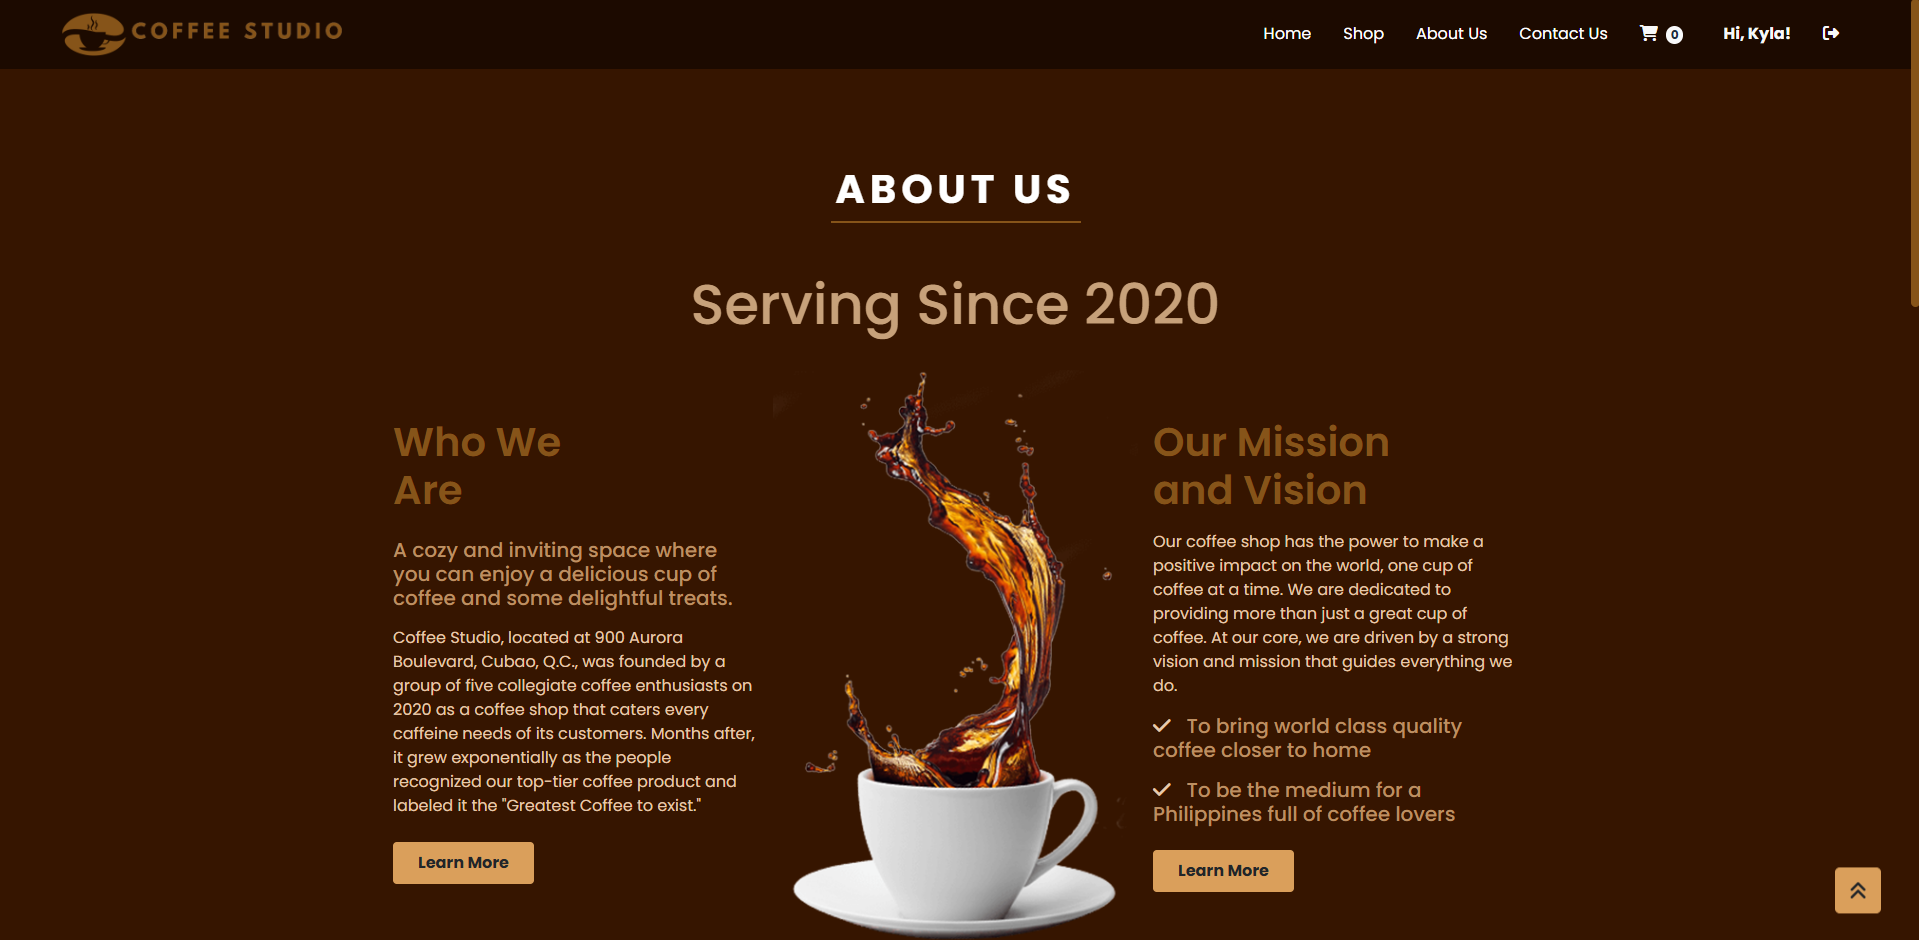 COFFEE STUDIO
Home Shop About Us Contact Us 0 Hi, Kyla!
ABOUT US
Serving Since 2020
Who We
Are
A cozy and inviting space where
you can enjoy a delicious cup of
coffee and some delightful treats.
Coffee Studio, located at 900 Aurora
Boulevard, Cubao, Q.C., was founded by a
group of five collegiate coffee enthusiasts on
2020 as a coffee shop that caters every
caffeine needs of its customers. Months after,
it grew exponentially as the people
recognized our top-tier coffee product and
labeled it the "Greatest Coffee to exist."
Learn More
Our Mission
and Vision
Our coffee shop has the power to make a
positive impact on the world, one cup of
coffee at a time. We are dedicated to
providing more than just a great cup of
coffee. At our core, we are driven by a strong
vision and mission that guides everything we
do.
To bring world class quality
coffee closer to home
To be the medium for a
Philippines full of coffee lovers
Learn More